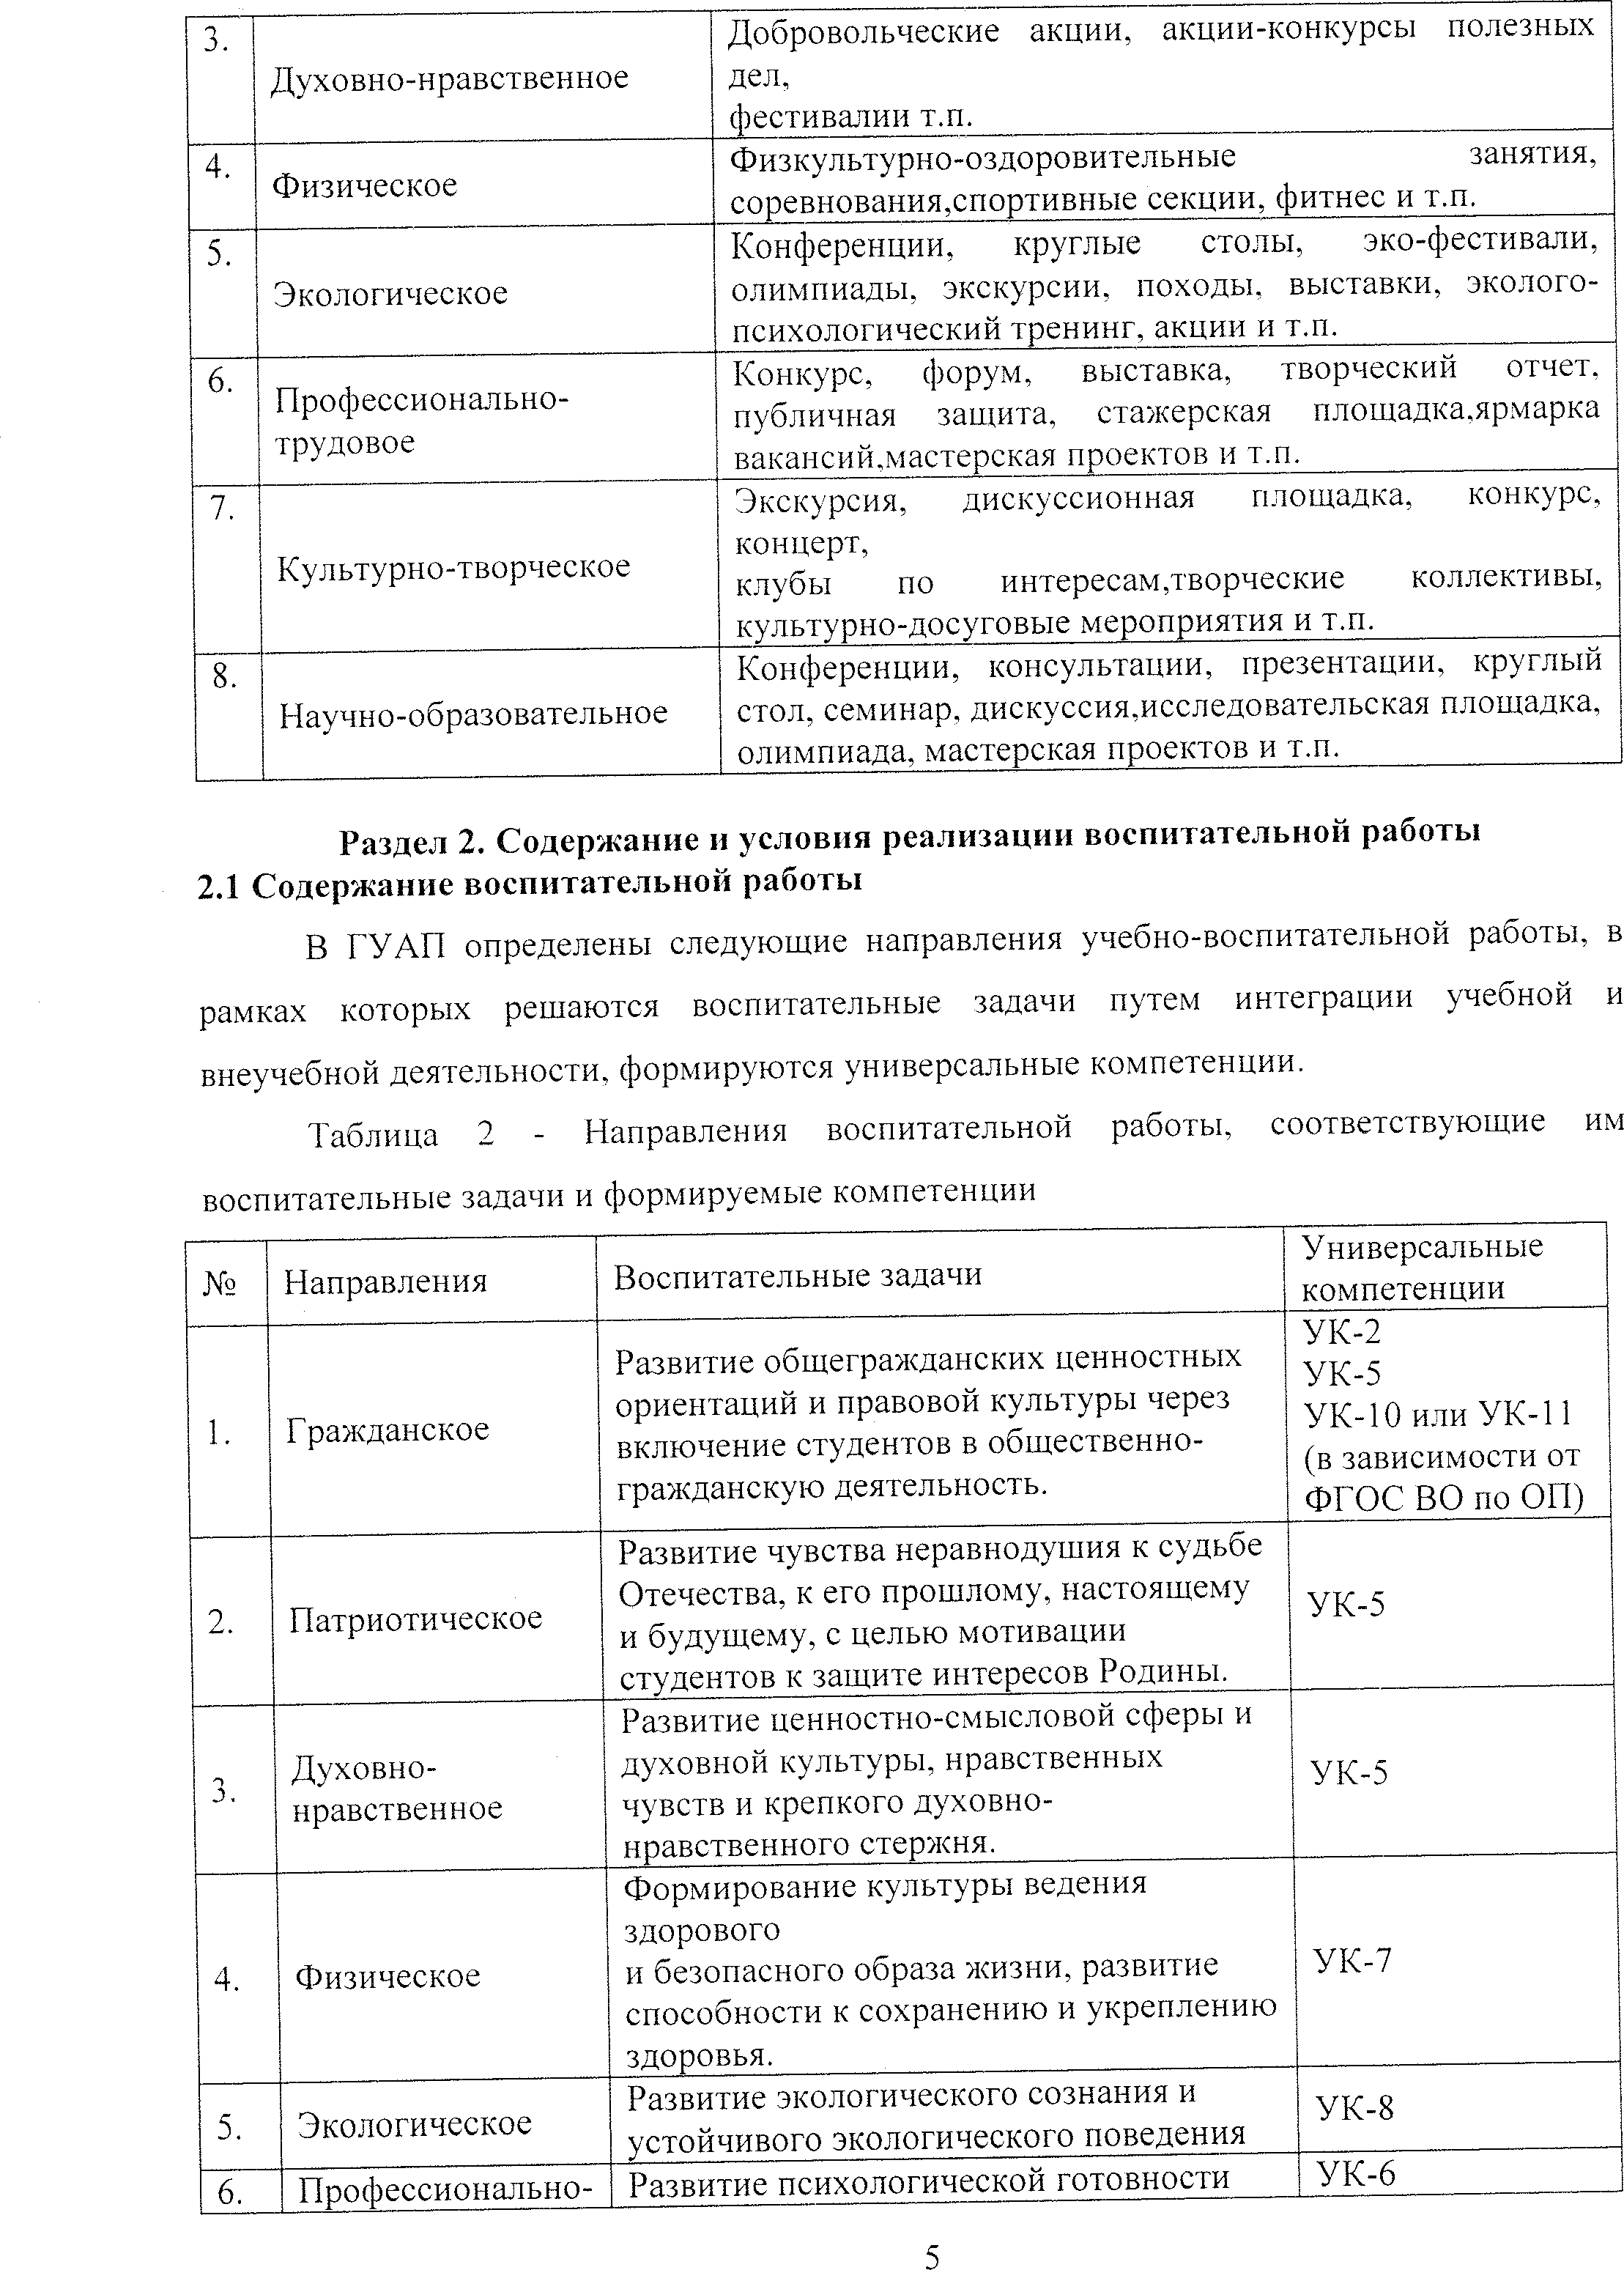 3.
Духовно-нравственное
Добровольческие акции, акции-конкурсы полезных
дел,
фестивалии т.п.
4.
Физическое
Физкультурно-оздоровительные занятия,
соревнования,спортивные секции, фитнес и т.п.
5.
Экологическое
Конференции, круглые столы, эко-фестивали,
олимпиады, экскурсии, походы, выставки, эколого-
психологический тренинг, акции и т.п.
6.
Профессионально-
трудовое
Конкурс, форум, выставка, творческий отчет,
публичная защита, стажерская площадка,ярмарка
вакансий,мастерская проектов и т.п.
7.
Культурно-творческое
Экскурсия, дискуссионная площадка, конкурс,
концерт,
клубы по интересам,творческие коллективы,
культурно-досуговые мероприятия и т.п.
8.
Научно-образовательное
Конференции, консультации, презентации, круглый
стол, семинар, дискуссия,исследовательская площадка,
олимпиада, мастерская проектов и т.п.
Раздел 2. Содержание и условия реализации воспитательной работы
2.1 Содержание воспитательной работы
В ГУАП определены следующие направления учебно-воспитательной работы, в
рамках которых решаются воспитательные задачи путем интеграции учебной и
внеучебной деятельности, формируются универсальные компетенции.
Таблица 2 - Направления воспитательной работы, соответствующие им
воспитательные задачи и формируемые компетенции
№
Направления
Воспитательные задачи
Универсальные
компетенции
1.
Гражданское
Развитие общегражданских ценностных
ориентаций и правовой культуры через
включение студентов в общественно-
гражданскую деятельность.
УК-2
УК-5
УК-10 или УК-11
(в зависимости от
ФГОС ВО по ОП)
2.
Патриотическое
Развитие чувства неравнодушия к судьбе
Отечества, к его прошлому, настоящему
и будущему, с целью мотивации
студентов к защите интересов Родины.
УК-5
3.
Духовно-
нравственное
Развитие ценностно-смысловой сферы и
духовной культуры, нравственных
чувств и крепкого духовно-
нравственного стержня.
УК-5
4.
Физическое
Формирование культуры ведения
здорового
и безопасного образа жизни, развитие
способности к сохранению и укреплению
здоровья.
УК-7
5.
Экологическое
Развитие экологического сознания и
устойчивого экологического поведения
УК-8
6.
Профессионально-
Развитие психологической готовности
УК-6
5